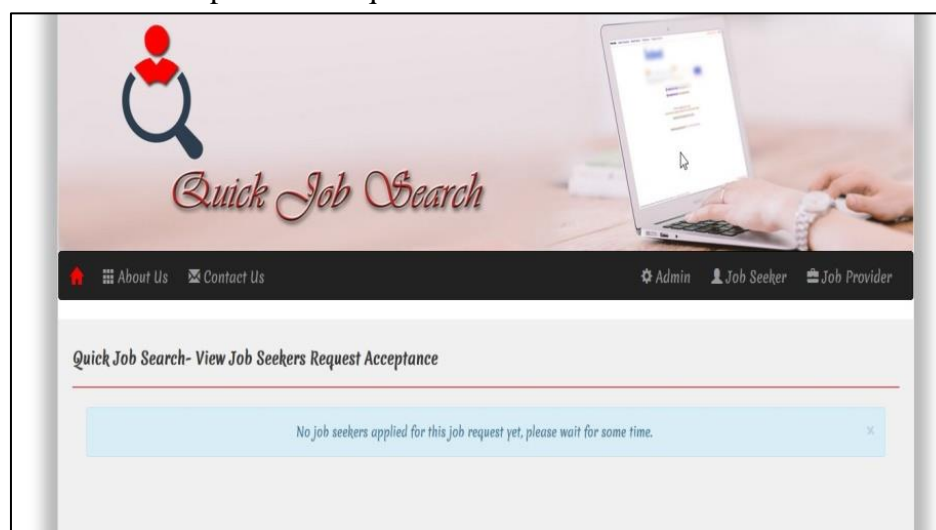 Quick Job Search
About Us Contact Us Admin Job Seeker Job Provider
Quick Job Search- View Job Seekers Request Acceptance
No job seekers applied for this job request yet, please wait for some time. ×